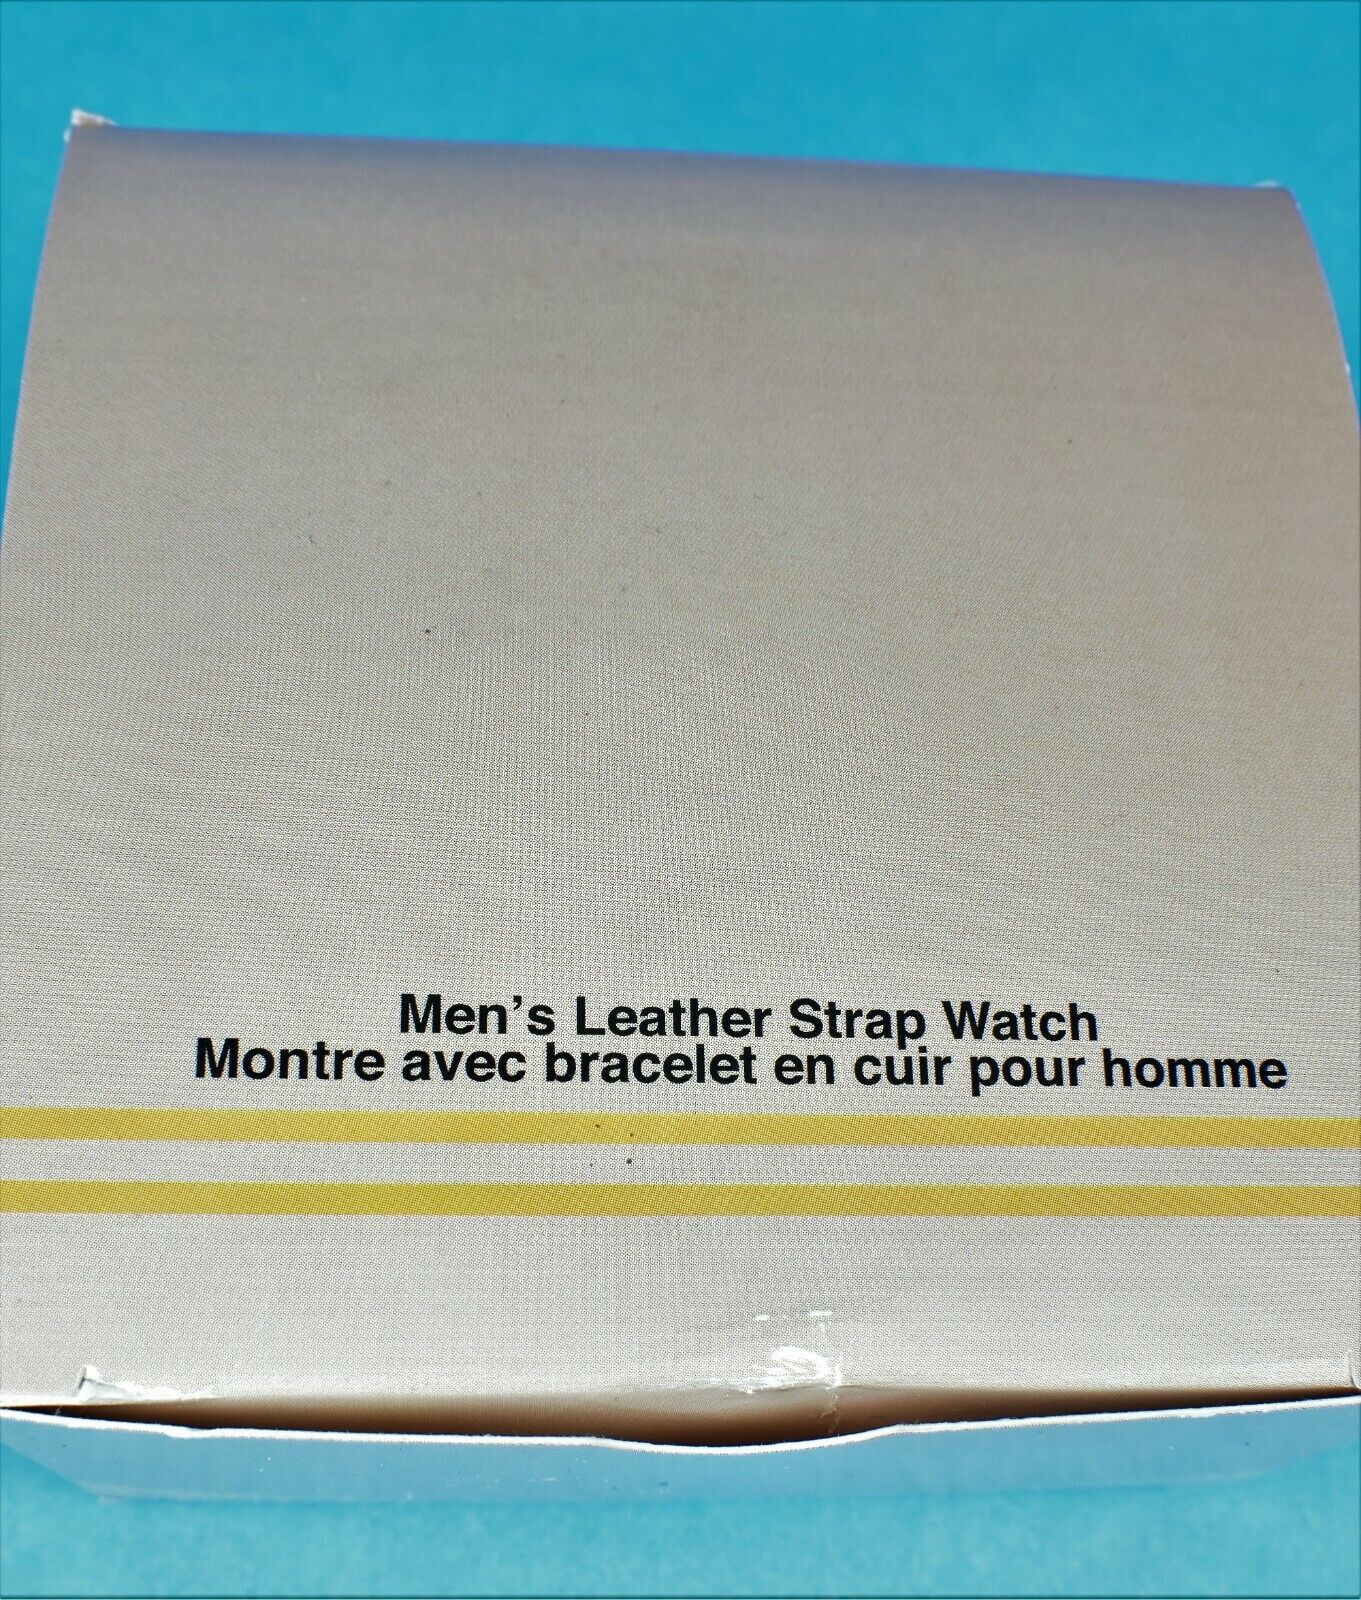 Men’s Leather Strap Watch
Montre avec bracelet en cuir pour homme